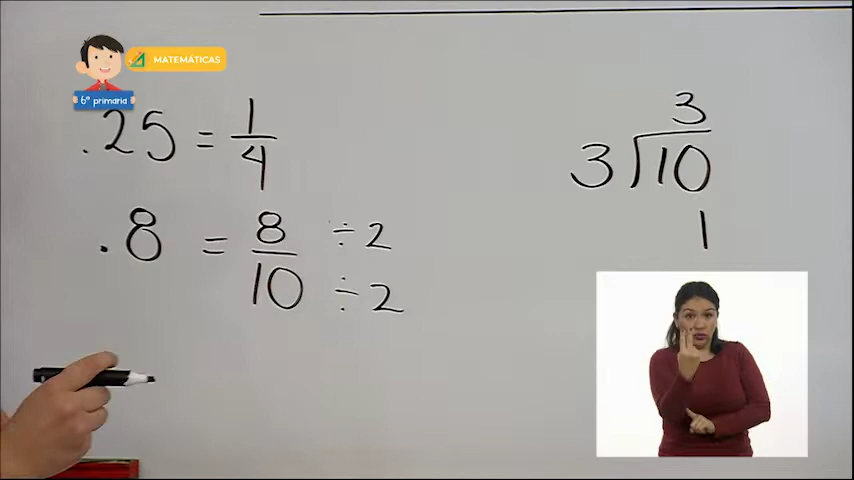 MATEMÁTICAS
6º primaria
.25 = 1/4
.8 = 8/10 ÷2 ÷2
3
3 10
1